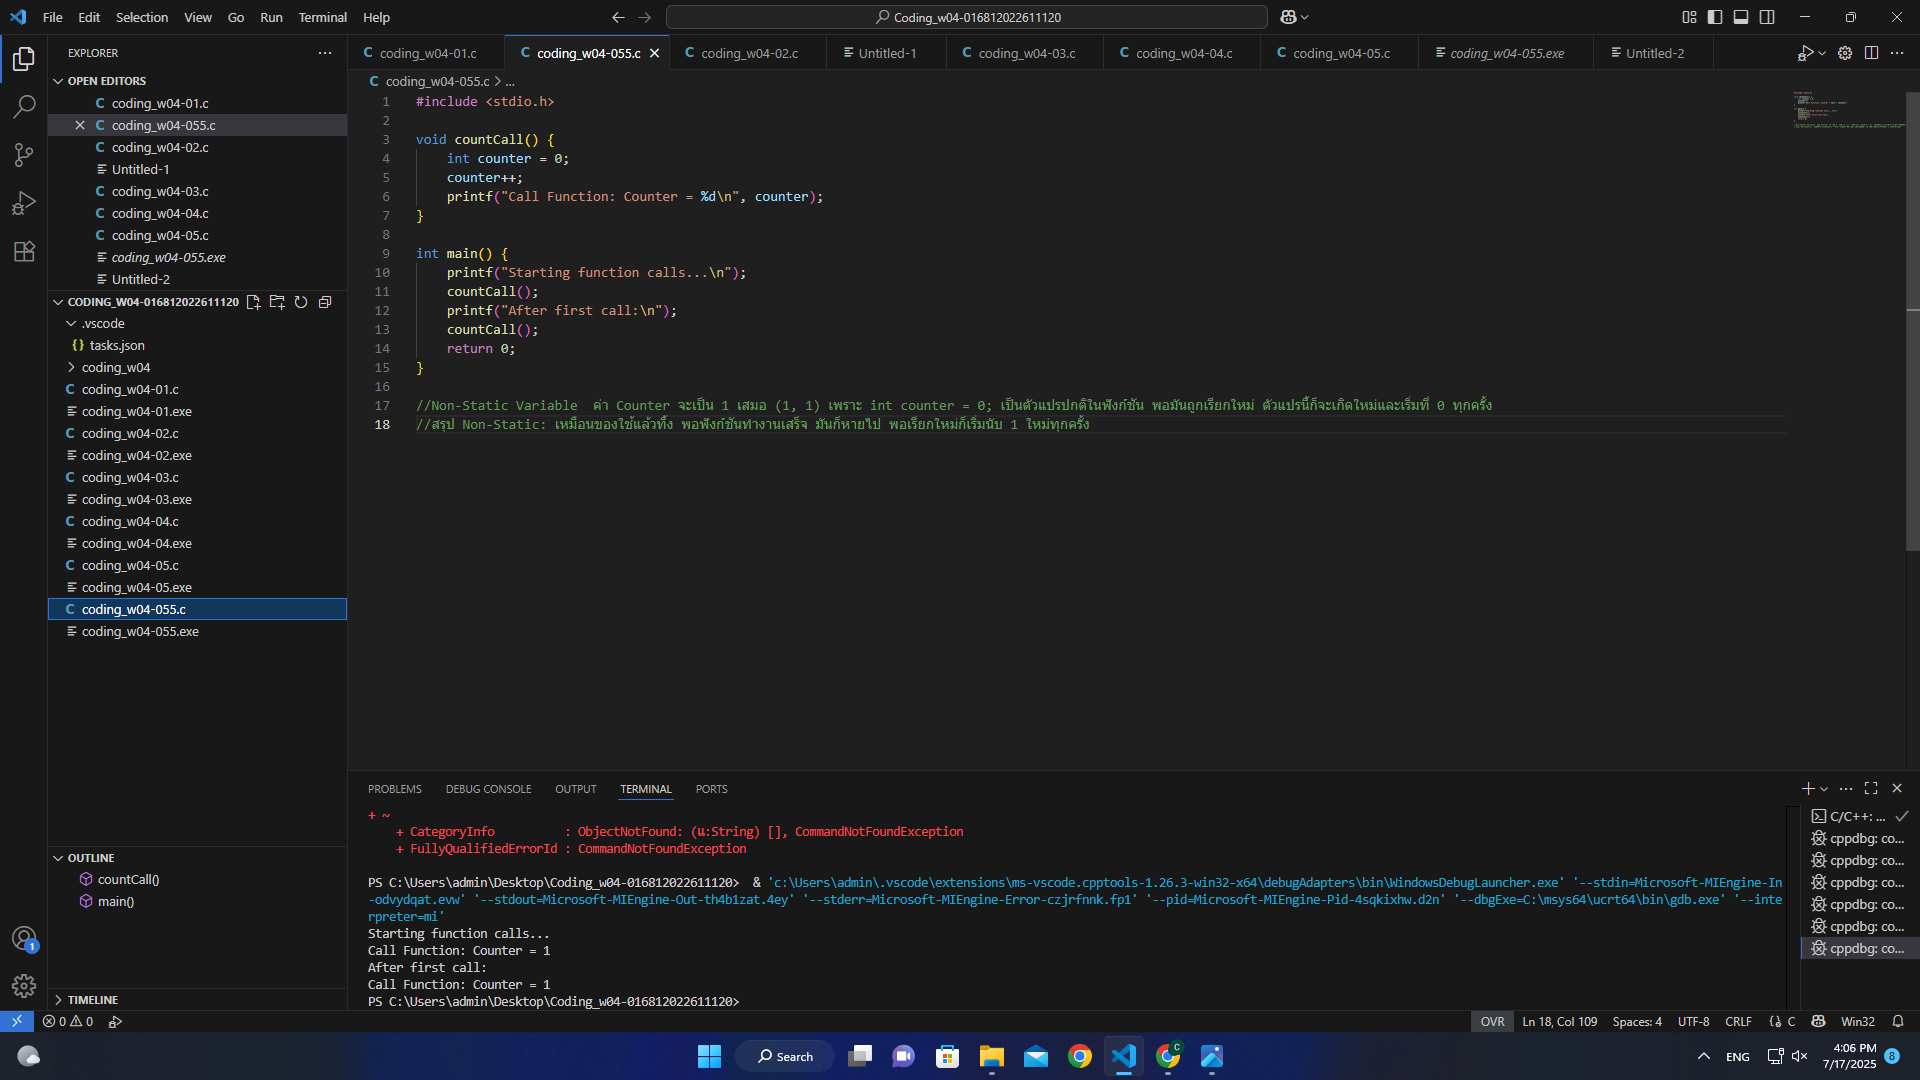 File Edit Selection View Go Run Terminal Help
Coding_w04-016812022611120
EXPLORER
OPEN EDITORS
coding_w04-01.c
coding_w04-055.c
coding_w04-02.c
Untitled-1
coding_w04-03.c
coding_w04-04.c
coding_w04-05.c
coding_w04-055.exe
Untitled-2
CODING_W04-016812022611120
.vscode
tasks.json
coding_w04
coding_w04-01.c
coding_w04-01.exe
coding_w04-02.c
coding_w04-02.exe
coding_w04-03.c
coding_w04-03.exe
coding_w04-04.c
coding_w04-04.exe
coding_w04-05.c
coding_w04-05.exe
coding_w04-055.c
coding_w04-055.exe
OUTLINE
countCall()
main()
TIMELINE
coding_w04-01.c coding_w04-055.c coding_w04-02.c Untitled-1 coding_w04-03.c coding_w04-04.c coding_w04-05.c coding_w04-055.exe Untitled-2
coding_w04-055.c > ...
1 #include <stdio.h>
2
3 void countCall() {
4 int counter = 0;
5 counter++;
6 printf("Call Function: Counter = %d\n", counter);
7 }
8
9 int main() {
10 printf("Starting function calls...\n");
11 countCall();
12 printf("After first call:\n");
13 countCall();
14 return 0;
15 }
16
17 //Non-Static Variable ค่า Counter จะเป็น 1 เสมอ (1, 1) เพราะ int counter = 0; เป็นตัวแปรปกติในฟังก์ชัน พอมันถูกเรียกใหม่ ตัวแปรนี้ก็จะเกิดใหม่และเริ่มที่ 0 ทุกครั้ง
18 //สรุป Non-Static: เหมือนของใช้แล้วทิ้ง พอฟังก์ชันทำงานเสร็จ มันก็หายไป พอเรียกใหม่ก็เริ่มนับ 1 ใหม่ทุกครั้ง
PROBLEMS DEBUG CONSOLE OUTPUT TERMINAL PORTS
+ ~
+ CategoryInfo : ObjectNotFound: (แ:String) [], CommandNotFoundException
+ FullyQualifiedErrorId : CommandNotFoundException
PS C:\Users\admin\Desktop\Coding_w04-016812022611120> & 'c:\Users\admin\.vscode\extensions\ms-vscode.cpptools-1.26.3-win32-x64\debugAdapters\bin\WindowsDebugLauncher.exe' '--stdin=Microsoft-MIEngine-In
-odvydqat.evw' '--stdout=Microsoft-MIEngine-Out-th4b1zat.4ey' '--stderr=Microsoft-MIEngine-Error-czjrfnnk.fp1' '--pid=Microsoft-MIEngine-Pid-4sqkixhw.d2n' '--dbgExe=C:\msys64\ucrt64\bin\gdb.exe' '--inte
rpreter=mi'
Starting function calls...
Call Function: Counter = 1
After first call:
Call Function: Counter = 1
PS C:\Users\admin\Desktop\Coding_w04-016812022611120>
C/C++: ...
cppdbg: co...
cppdbg: co...
cppdbg: co...
cppdbg: co...
cppdbg: co...
cppdbg: co...
1
0 0
OVR Ln 18, Col 109 Spaces: 4 UTF-8 CRLF C Win32
Search
C
ENG
4:06 PM
7/17/2025
8